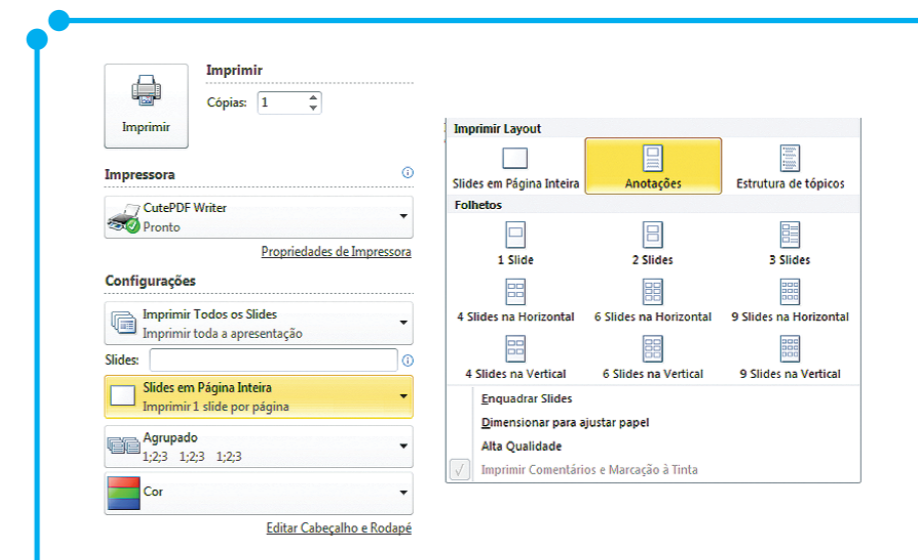 Imprimir
Cópias: 1
Imprimir
Impressora
CutePDF Writer
Pronto
Propriedades de Impressora
Configurações
Imprimir Todos os Slides
Imprimir toda a apresentação
Slides:
Slides em Página Inteira
Imprimir 1 slide por página
Agrupado
1;2;3 1;2;3 1;2;3
Cor
Editar Cabeçalho e Rodapé
Imprimir Layout
Slides em Página Inteira Anotações Estrutura de tópicos
Folhetos
1 Slide 2 Slides 3 Slides
4 Slides na Horizontal 6 Slides na Horizontal 9 Slides na Horizontal
4 Slides na Vertical 6 Slides na Vertical 9 Slides na Vertical
Enquadrar Slides
Dimensionar para ajustar papel
Alta Qualidade
Imprimir Comentários e Marcação à Tinta